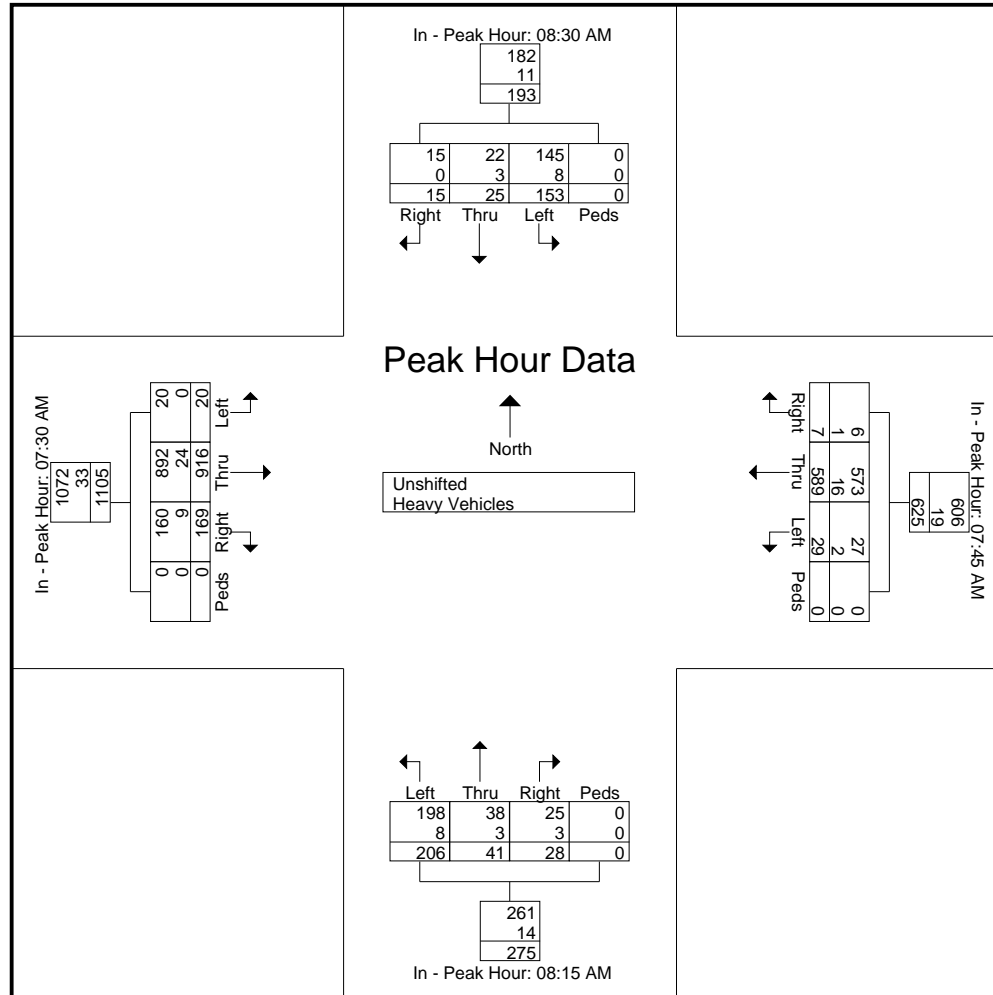 In - Peak Hour: 08:30 AM
182
11
193
15 22 145 0
0 3 8 0
15 25 153 0
Right Thru Left Peds
Peak Hour Data
North
Unshifted
Heavy Vehicles
In - Peak Hour: 07:30 AM
1072
33
1105
20 892 160 0
0 24 9 0
20 916 169 0
Left Thru Right Peds
In - Peak Hour: 07:45 AM
606
19
625
6 573 27 0
1 16 2 0
7 589 29 0
Right Thru Left Peds
Left Thru Right Peds
198 38 25 0
8 3 3 0
206 41 28 0
261
14
275
In - Peak Hour: 08:15 AM